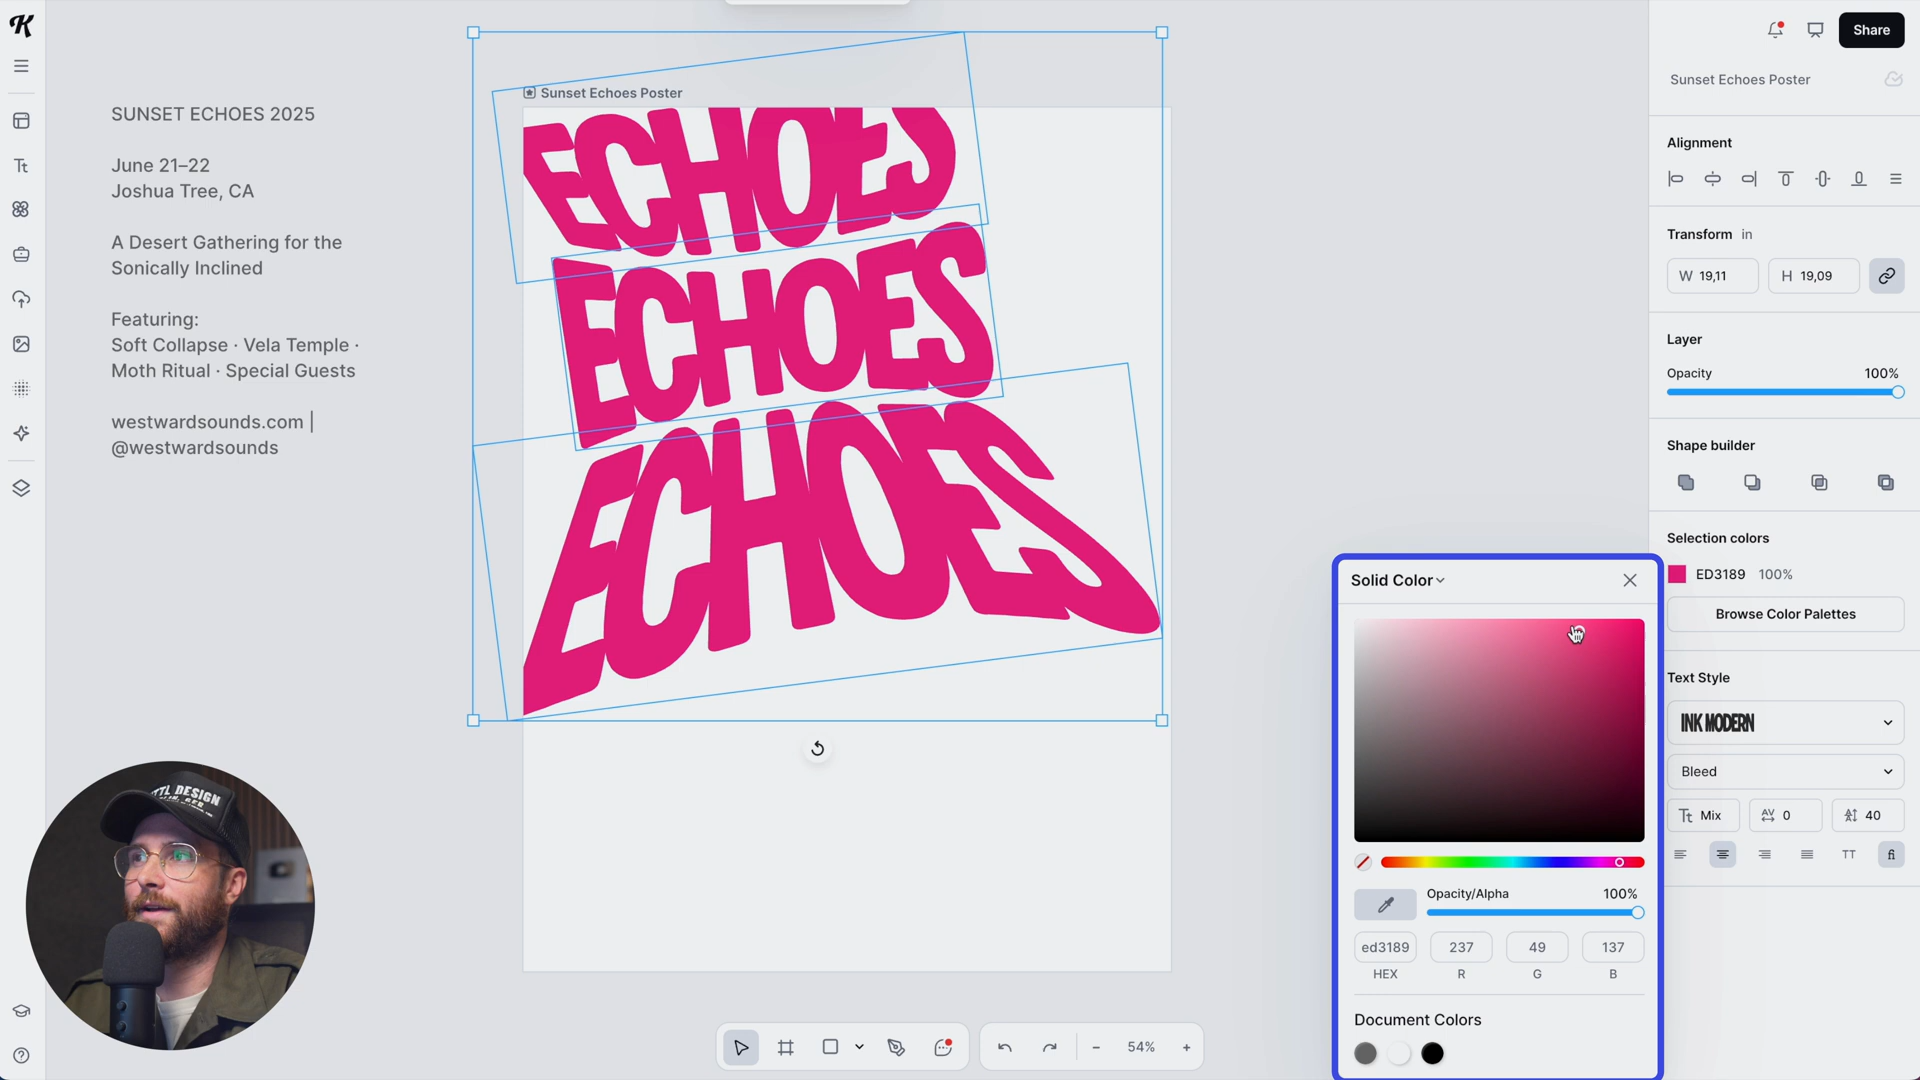 Share
Sunset Echoes Poster
SUNSET ECHOES 2025
June 21–22
Joshua Tree, CA
A Desert Gathering for the
Sonically Inclined
Featuring:
Soft Collapse · Vela Temple ·
Moth Ritual · Special Guests
westwardsounds.com |
@westwardsounds
Sunset Echoes Poster
ECHOES
ECHOES
ECHOES
Alignment
Transform in
W 19,11 H 19,09
Layer
Opacity 100%
Shape builder
Selection colors
ED3189 100%
Browse Color Palettes
Text Style
INK MODERN
Bleed
Tt Mix AV 0 40
TT fi
Solid Color
Opacity/Alpha 100%
ed3189 237 49 137
HEX R G B
Document Colors
54%